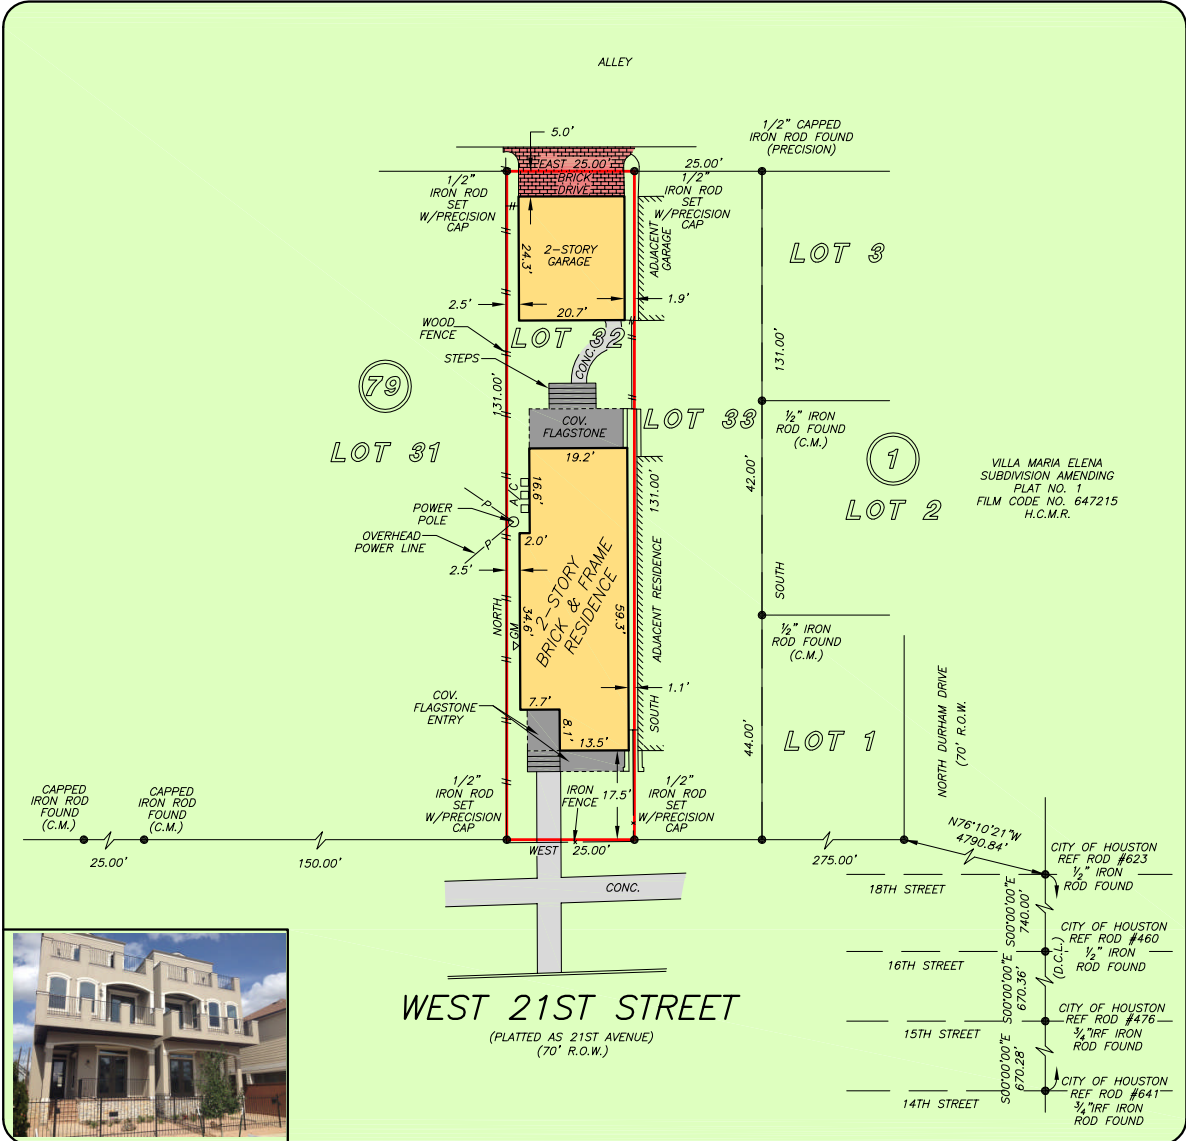 ALLEY
5.0'
1/2" CAPPED
IRON ROD FOUND
(PRECISION)
EAST 25.00'
25.00'
BRICK
DRIVE
1/2"
IRON ROD
SET
W/PRECISION
CAP
1/2"
IRON ROD
SET
W/PRECISION
CAP
ADJACENT
GARAGE
LOT 3
2-STORY
GARAGE
24.3'
2.5'
20.7'
1.9'
WOOD
FENCE
LOT 32
STEPS
CONC.
131.00'
131.00'
79
COV.
FLAGSTONE
LOT 33
1/2" IRON
ROD FOUND
(C.M.)
LOT 31
19.2'
1
16.6'
131.00'
42.00'
VILLA MARIA ELENA
SUBDIVISION AMENDING
PLAT NO. 1
FILM CODE NO. 647215
H.C.M.R.
A C
P
POWER
POLE
LOT 2
OVERHEAD
POWER LINE
P
2.0'
2.5'
2-STORY
BRICK & FRAME
RESIDENCE
ADJACENT RESIDENCE
SOUTH
NORTH
34.6'
59.3'
GM
1/2" IRON
ROD FOUND
(C.M.)
1.1'
COV.
FLAGSTONE
ENTRY
7.7'
8.1'
13.5'
SOUTH
44.00'
LOT 1
NORTH DURHAM DRIVE
(70' R.O.W.)
CAPPED
IRON ROD
FOUND
(C.M.)
CAPPED
IRON ROD
FOUND
(C.M.)
1/2"
IRON ROD
SET
W/PRECISION
CAP
IRON
FENCE
17.5'
1/2"
IRON ROD
SET
W/PRECISION
CAP
25.00'
150.00'
WEST 25.00'
275.00'
N76°10'21"W
4790.84'
CITY OF HOUSTON
REF ROD #623
1/2" IRON
ROD FOUND
18TH STREET
CONC.
S00°00'00"E
740.00'
CITY OF HOUSTON
REF ROD #460
1/2" IRON
ROD FOUND
(D.C.L.)
16TH STREET
S00°00'00"E
670.36'
WEST 21ST STREET
(PLATTED AS 21ST AVENUE)
(70' R.O.W.)
CITY OF HOUSTON
REF ROD #476
3/4"IRF IRON
ROD FOUND
15TH STREET
S00°00'00"E
670.28'
CITY OF HOUSTON
REF ROD #641
3/4"IRF IRON
ROD FOUND
14TH STREET